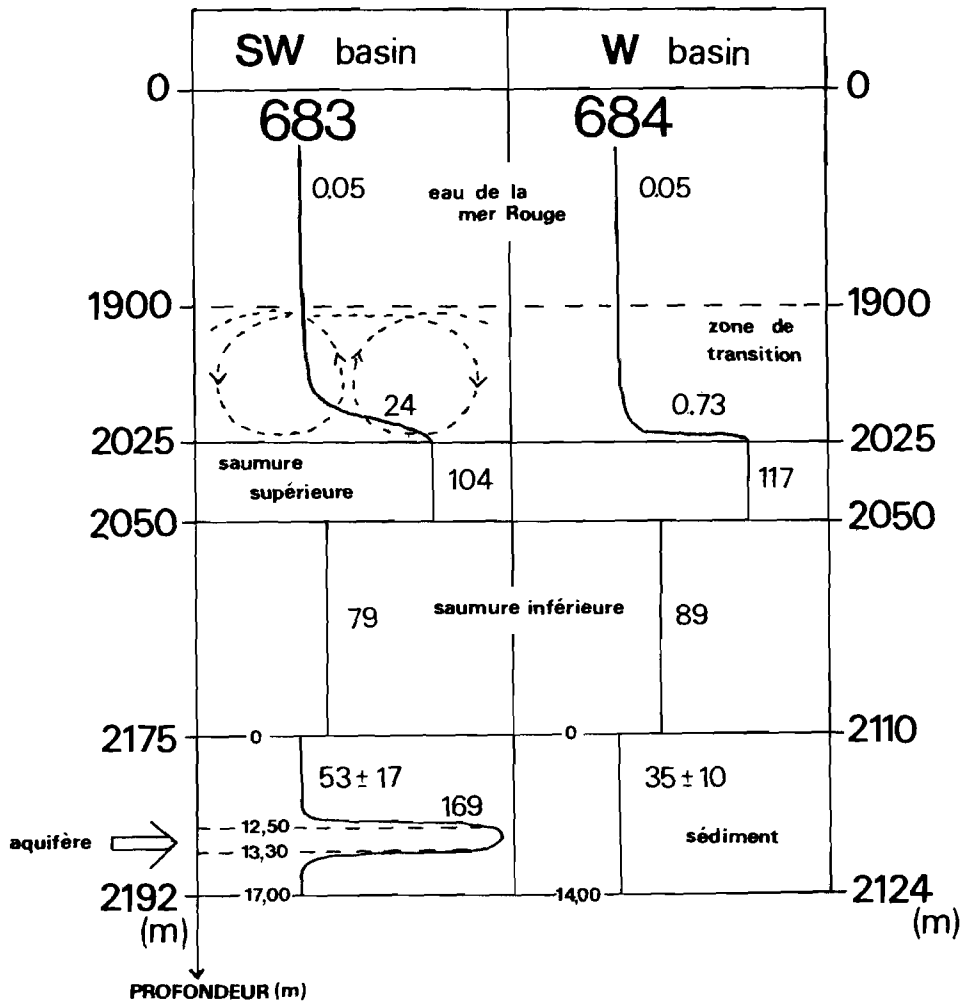 SW basin
W basin
0
0
683
684
0.05
eau de la
mer Rouge
0.05
1900
1900
zone de
transition
24
0.73
2025
2025
saumure
supérieure
104
117
2050
2050
79
saumure inférieure
89
2175
0
0
2110
53 ± 17
35 ± 10
169
aquifère
12,50
13,30
sédiment
2192
17,00
14,00
2124
(m)
(m)
PROFONDEUR (m)